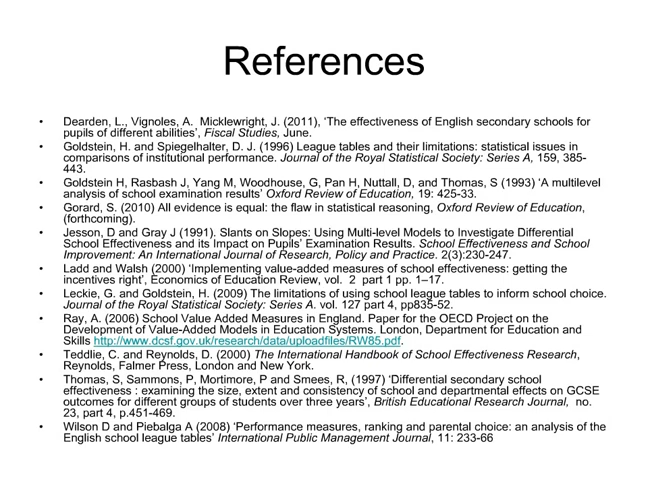 References
• Dearden, L., Vignoles, A. Micklewright, J. (2011), ‘The effectiveness of English secondary schools for
pupils of different abilities’, Fiscal Studies, June.
• Goldstein, H. and Spiegelhalter, D. J. (1996) League tables and their limitations: statistical issues in
comparisons of institutional performance. Journal of the Royal Statistical Society: Series A, 159, 385-
443.
• Goldstein H, Rasbash J, Yang M, Woodhouse, G, Pan H, Nuttall, D, and Thomas, S (1993) ‘A multilevel
analysis of school examination results’ Oxford Review of Education, 19: 425-33.
• Gorard, S. (2010) All evidence is equal: the flaw in statistical reasoning, Oxford Review of Education,
(forthcoming).
• Jesson, D and Gray J (1991). Slants on Slopes: Using Multi-level Models to Investigate Differential
School Effectiveness and its Impact on Pupils’ Examination Results. School Effectiveness and School
Improvement: An International Journal of Research, Policy and Practice. 2(3):230-247.
• Ladd and Walsh (2000) ‘Implementing value-added measures of school effectiveness: getting the
incentives right’, Economics of Education Review, vol. 2 part 1 pp. 1–17.
• Leckie, G. and Goldstein, H. (2009) The limitations of using school league tables to inform school choice.
Journal of the Royal Statistical Society: Series A. vol. 127 part 4, pp835-52.
• Ray, A. (2006) School Value Added Measures in England. Paper for the OECD Project on the
Development of Value-Added Models in Education Systems. London, Department for Education and
Skills http://www.dcsf.gov.uk/research/data/uploadfiles/RW85.pdf.
• Teddlie, C. and Reynolds, D. (2000) The International Handbook of School Effectiveness Research,
Reynolds, Falmer Press, London and New York.
• Thomas, S, Sammons, P, Mortimore, P and Smees, R, (1997) ‘Differential secondary school
effectiveness : examining the size, extent and consistency of school and departmental effects on GCSE
outcomes for different groups of students over three years’, British Educational Research Journal, no.
23, part 4, p.451-469.
• Wilson D and Piebalga A (2008) ‘Performance measures, ranking and parental choice: an analysis of the
English school league tables’ International Public Management Journal, 11: 233-66